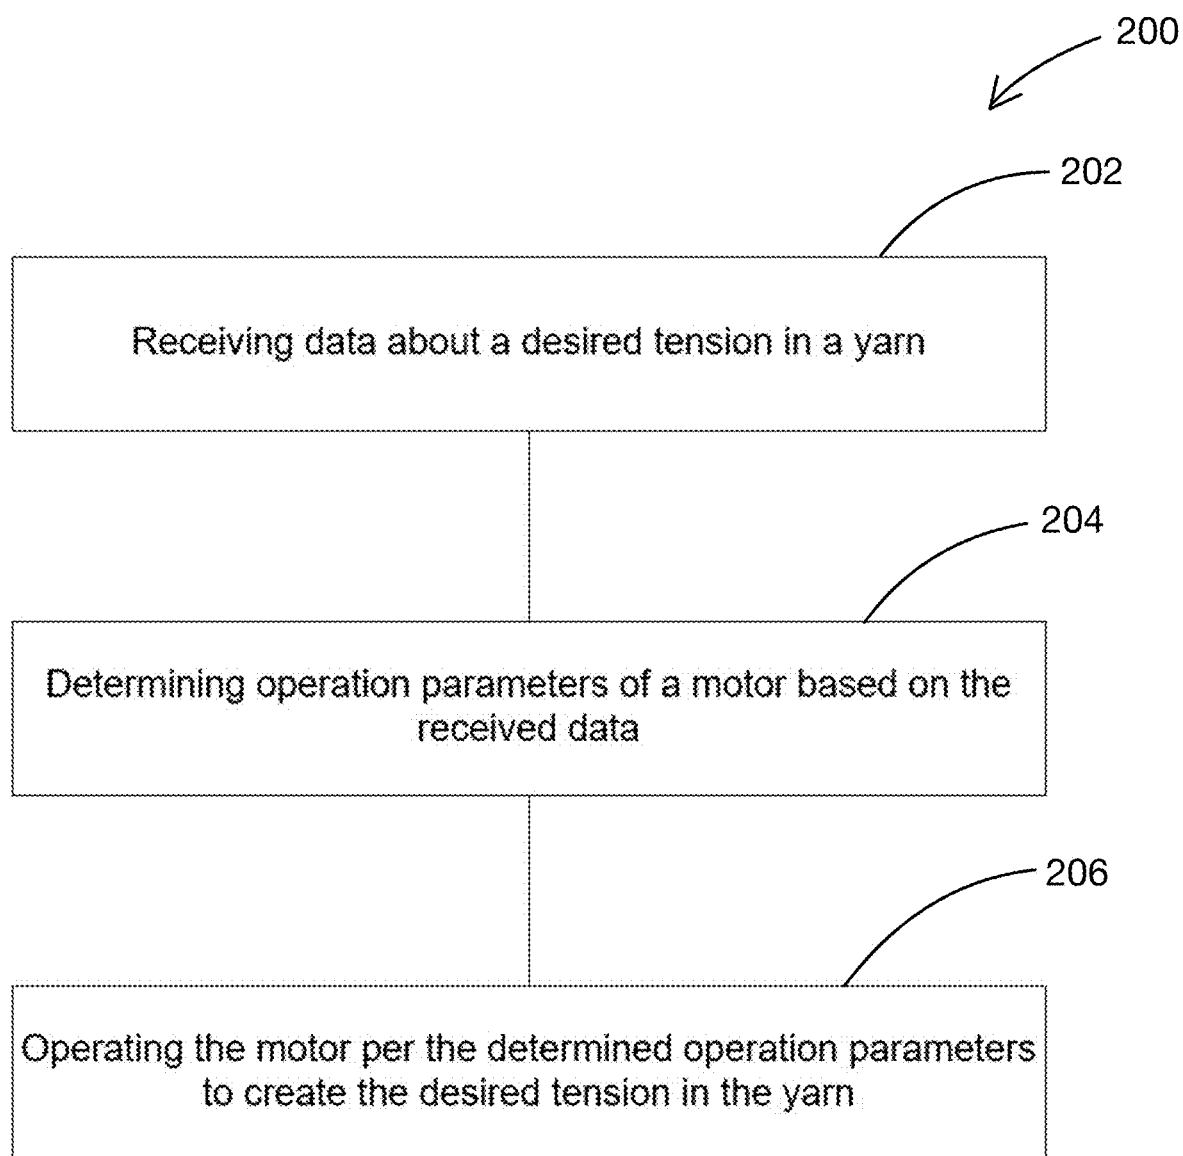 200
202
Receiving data about a desired tension in a yarn
204
Determining operation parameters of a motor based on the
received data
206
Operating the motor per the determined operation parameters
to create the desired tension in the yarn